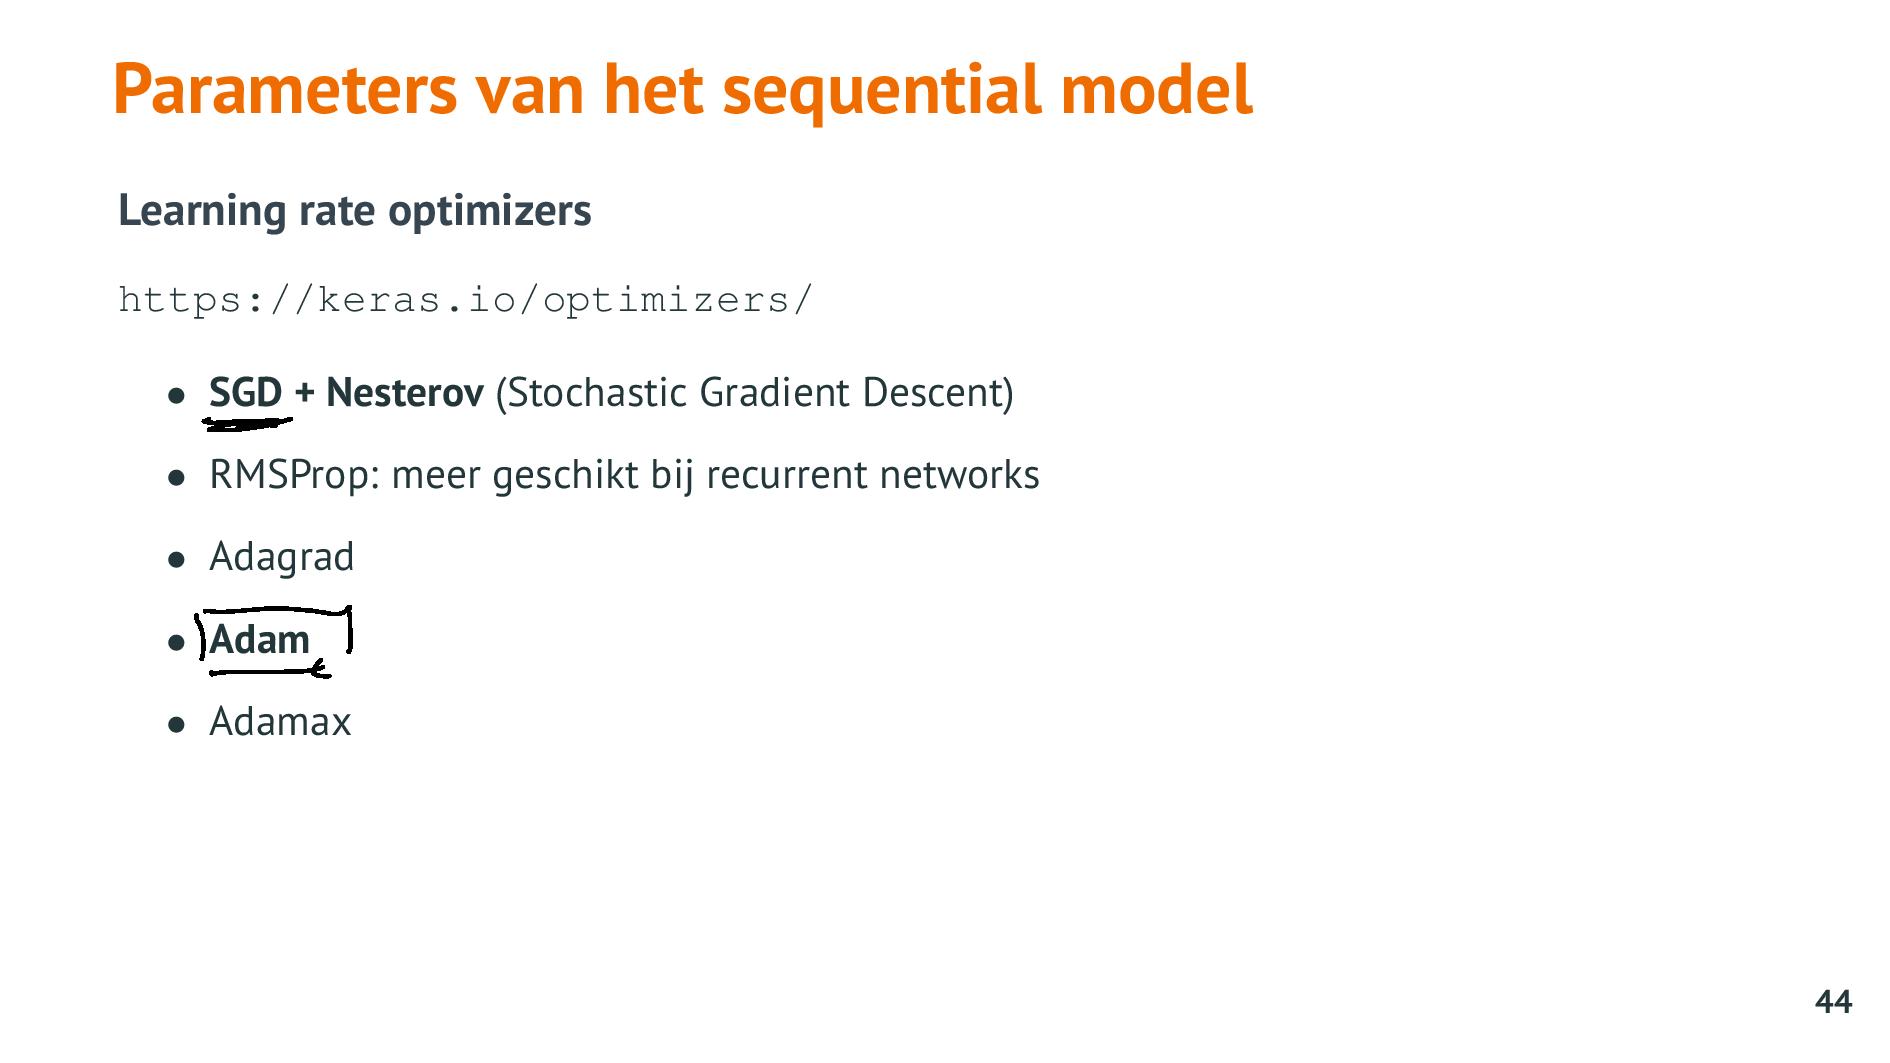 Parameters van het sequential model
Learning rate optimizers
https://keras.io/optimizers/
● SGD + Nesterov (Stochastic Gradient Descent)
● RMSProp: meer geschikt bij recurrent networks
● Adagrad
● Adam
● Adamax
44